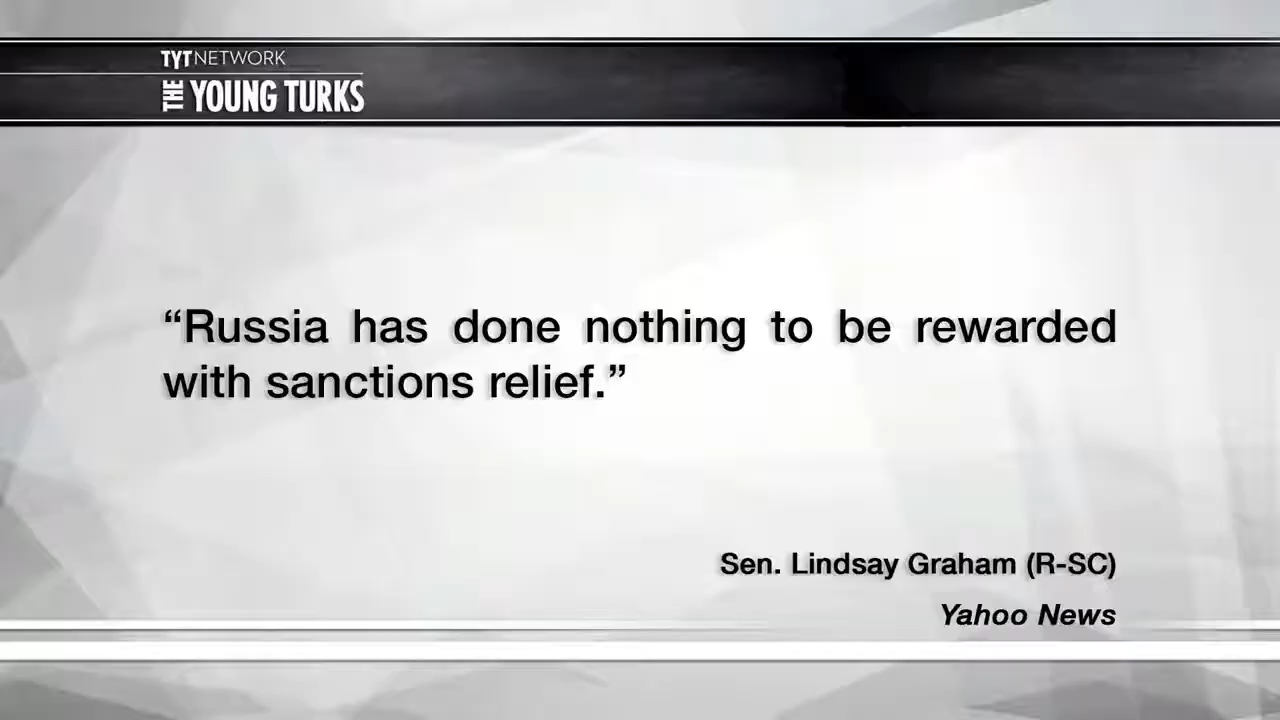 TYT NETWORK
THE YOUNG TURKS
“Russia has done nothing to be rewarded
with sanctions relief.”
Sen. Lindsay Graham (R-SC)
Yahoo News